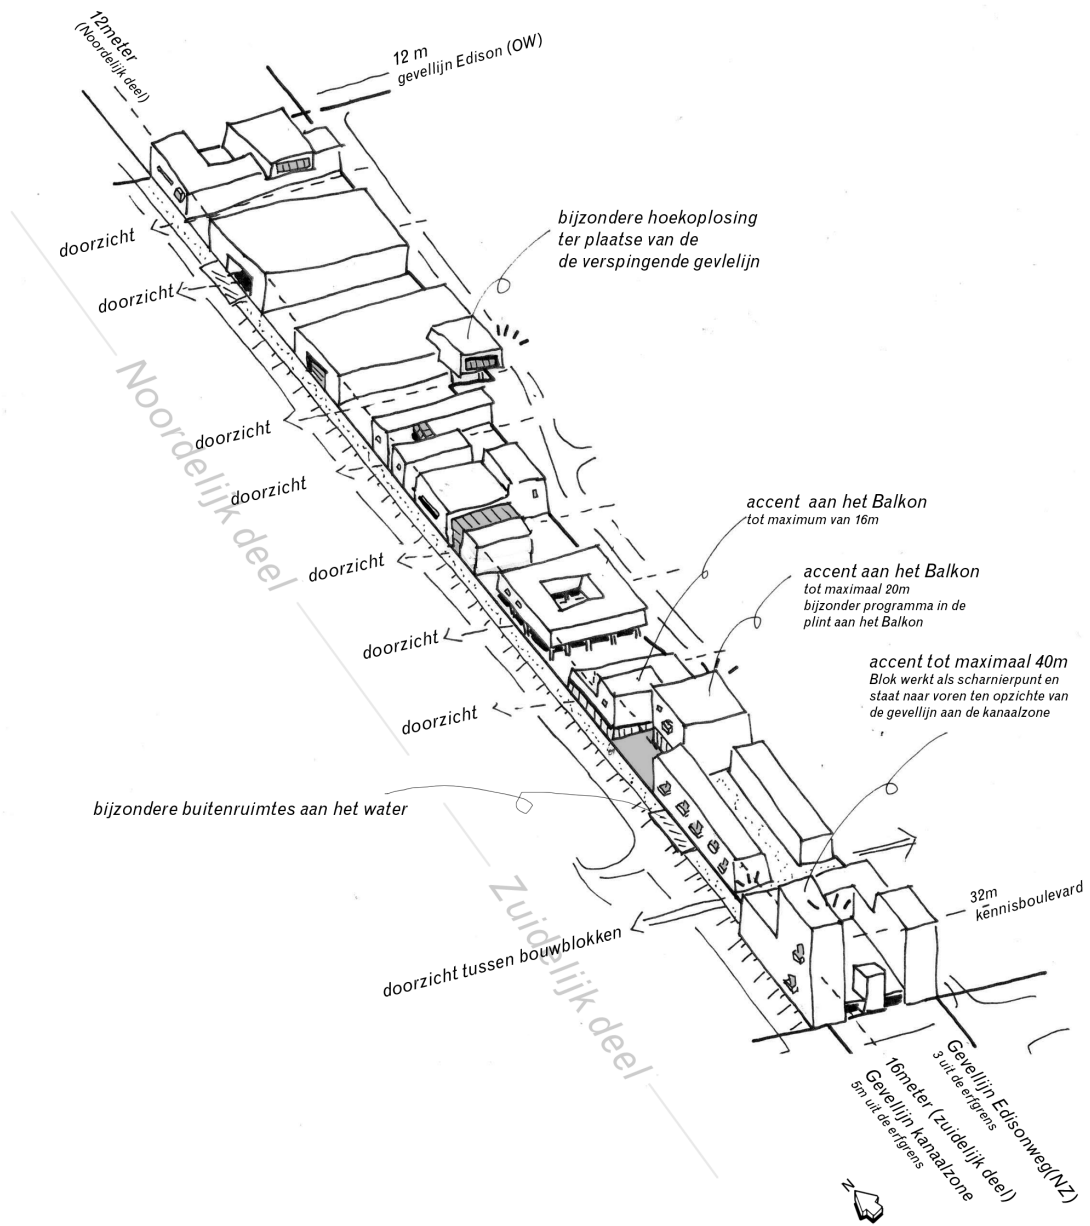 12meter
(Noordelijk deel)
12 m
gevellijn Edison (OW)
bijzondere hoekoplosing
ter plaatse van de
de verspingende gevlelijn
doorzicht
doorzicht
Noordelijk deel
doorzicht
doorzicht
accent aan het Balkon
tot maximum van 16m
doorzicht
accent aan het Balkon
tot maximaal 20m
bijzonder programma in de
plint aan het Balkon
doorzicht
accent tot maximaal 40m
Blok werkt als scharnierpunt en
staat naar voren ten opzichte van
de gevellijn aan de kanaalzone
doorzicht
bijzondere buitenruimtes aan het water
Zuidelijk deel
32m
kennisboulevard
doorzicht tussen bouwblokken
Gevellijn Edisonweg(NZ)
3 uit de erfgrens
16meter (zuidelijk deel)
Gevellijn kanaalzone
5m uit de erfgrens
N